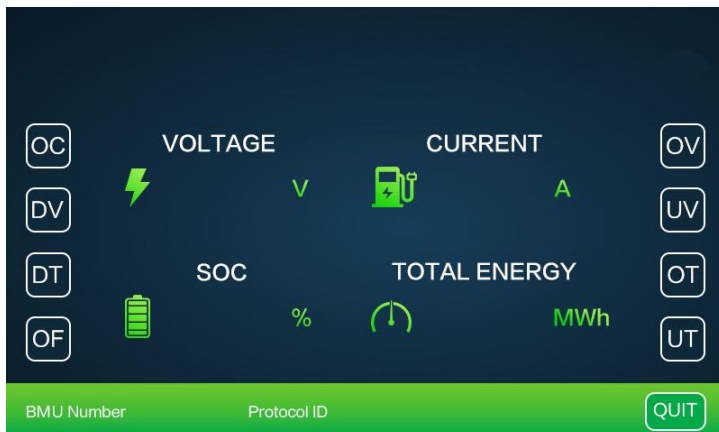 OC VOLTAGE CURRENT OV
V A
DV UV
DT SOC TOTAL ENERGY OT
% MWh
OF UT
BMU Number Protocol ID QUIT